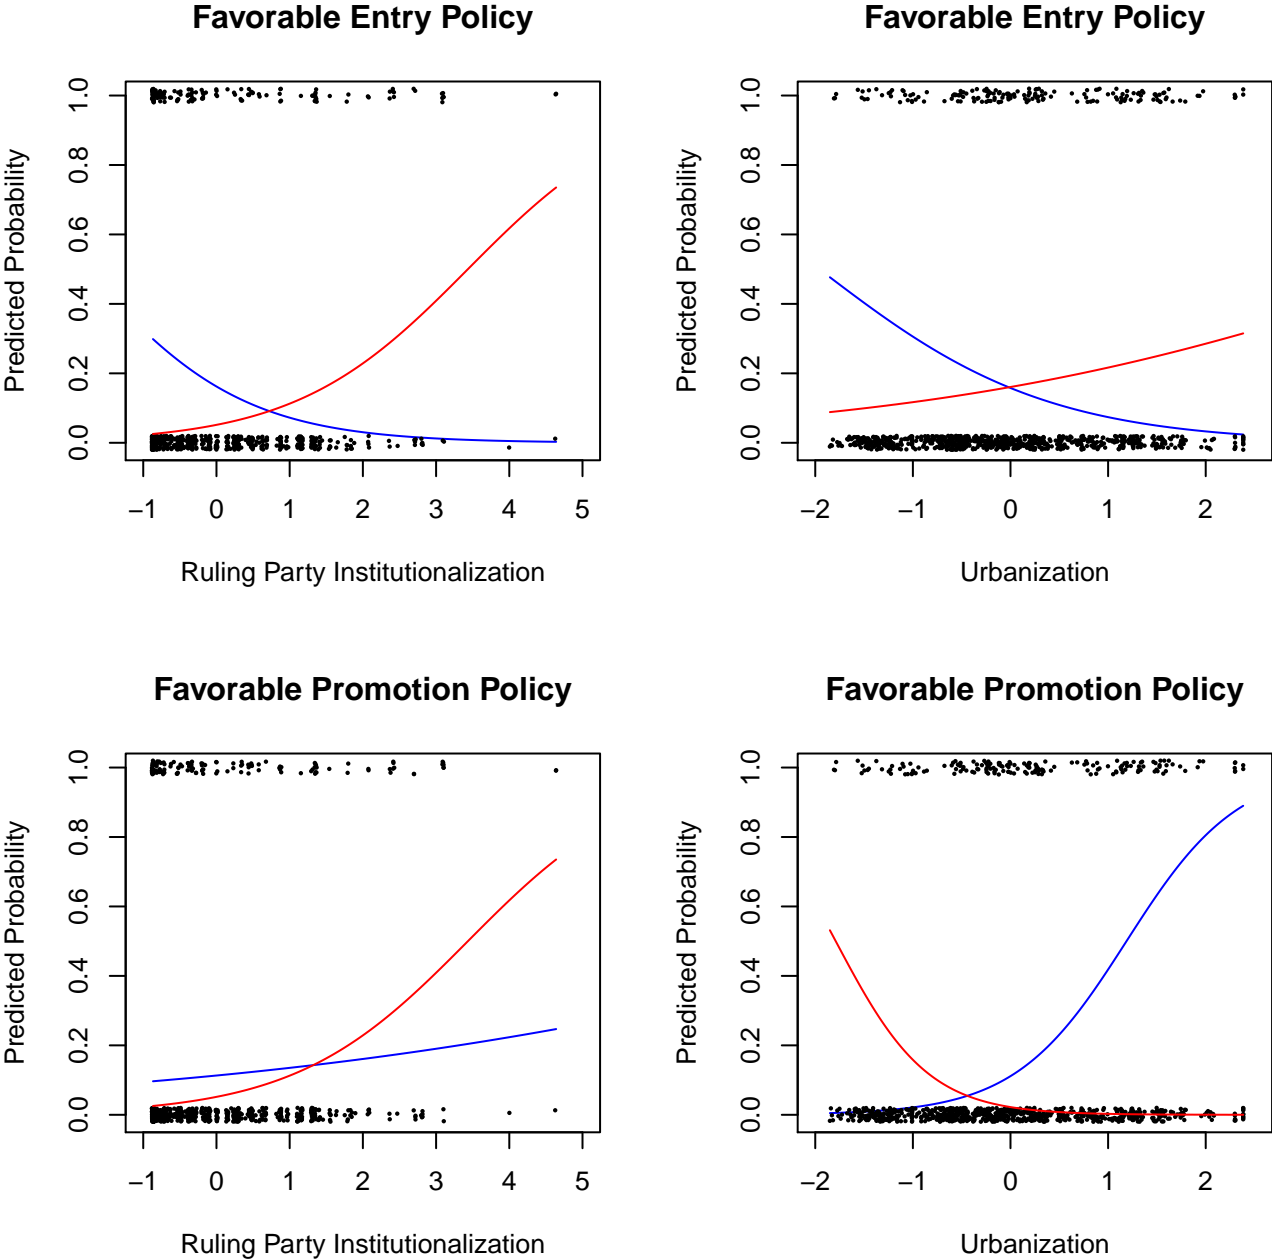 Favorable Entry Policy
Predicted Probability
1.0
0.8
0.6
0.4
0.2
0.0
−1 0 1 2 3 4 5
Ruling Party Institutionalization
Favorable Entry Policy
Predicted Probability
1.0
0.8
0.6
0.4
0.2
0.0
−2 −1 0 1 2
Urbanization
Favorable Promotion Policy
Predicted Probability
1.0
0.8
0.6
0.4
0.2
0.0
−1 0 1 2 3 4 5
Ruling Party Institutionalization
Favorable Promotion Policy
Predicted Probability
1.0
0.8
0.6
0.4
0.2
0.0
−2 −1 0 1 2
Urbanization